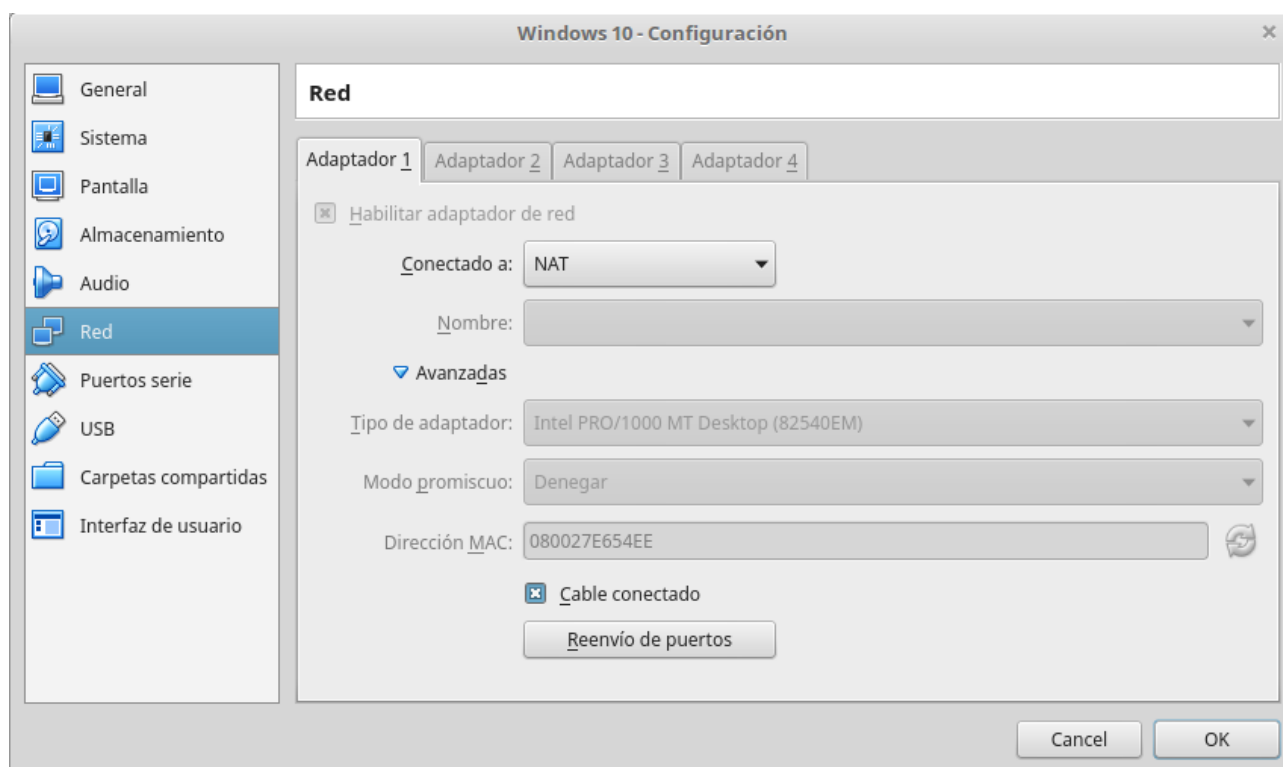 Windows 10 - Configuración
General
Sistema
Pantalla
Almacenamiento
Audio
Red
Puertos serie
USB
Carpetas compartidas
Interfaz de usuario
Red
Adaptador 1 Adaptador 2 Adaptador 3 Adaptador 4
Habilitar adaptador de red
Conectado a: NAT
Nombre:
Avanzadas
Tipo de adaptador: Intel PRO/1000 MT Desktop (82540EM)
Modo promiscuo: Denegar
Dirección MAC: 080027E654EE
Cable conectado
Reenvío de puertos
Cancel OK